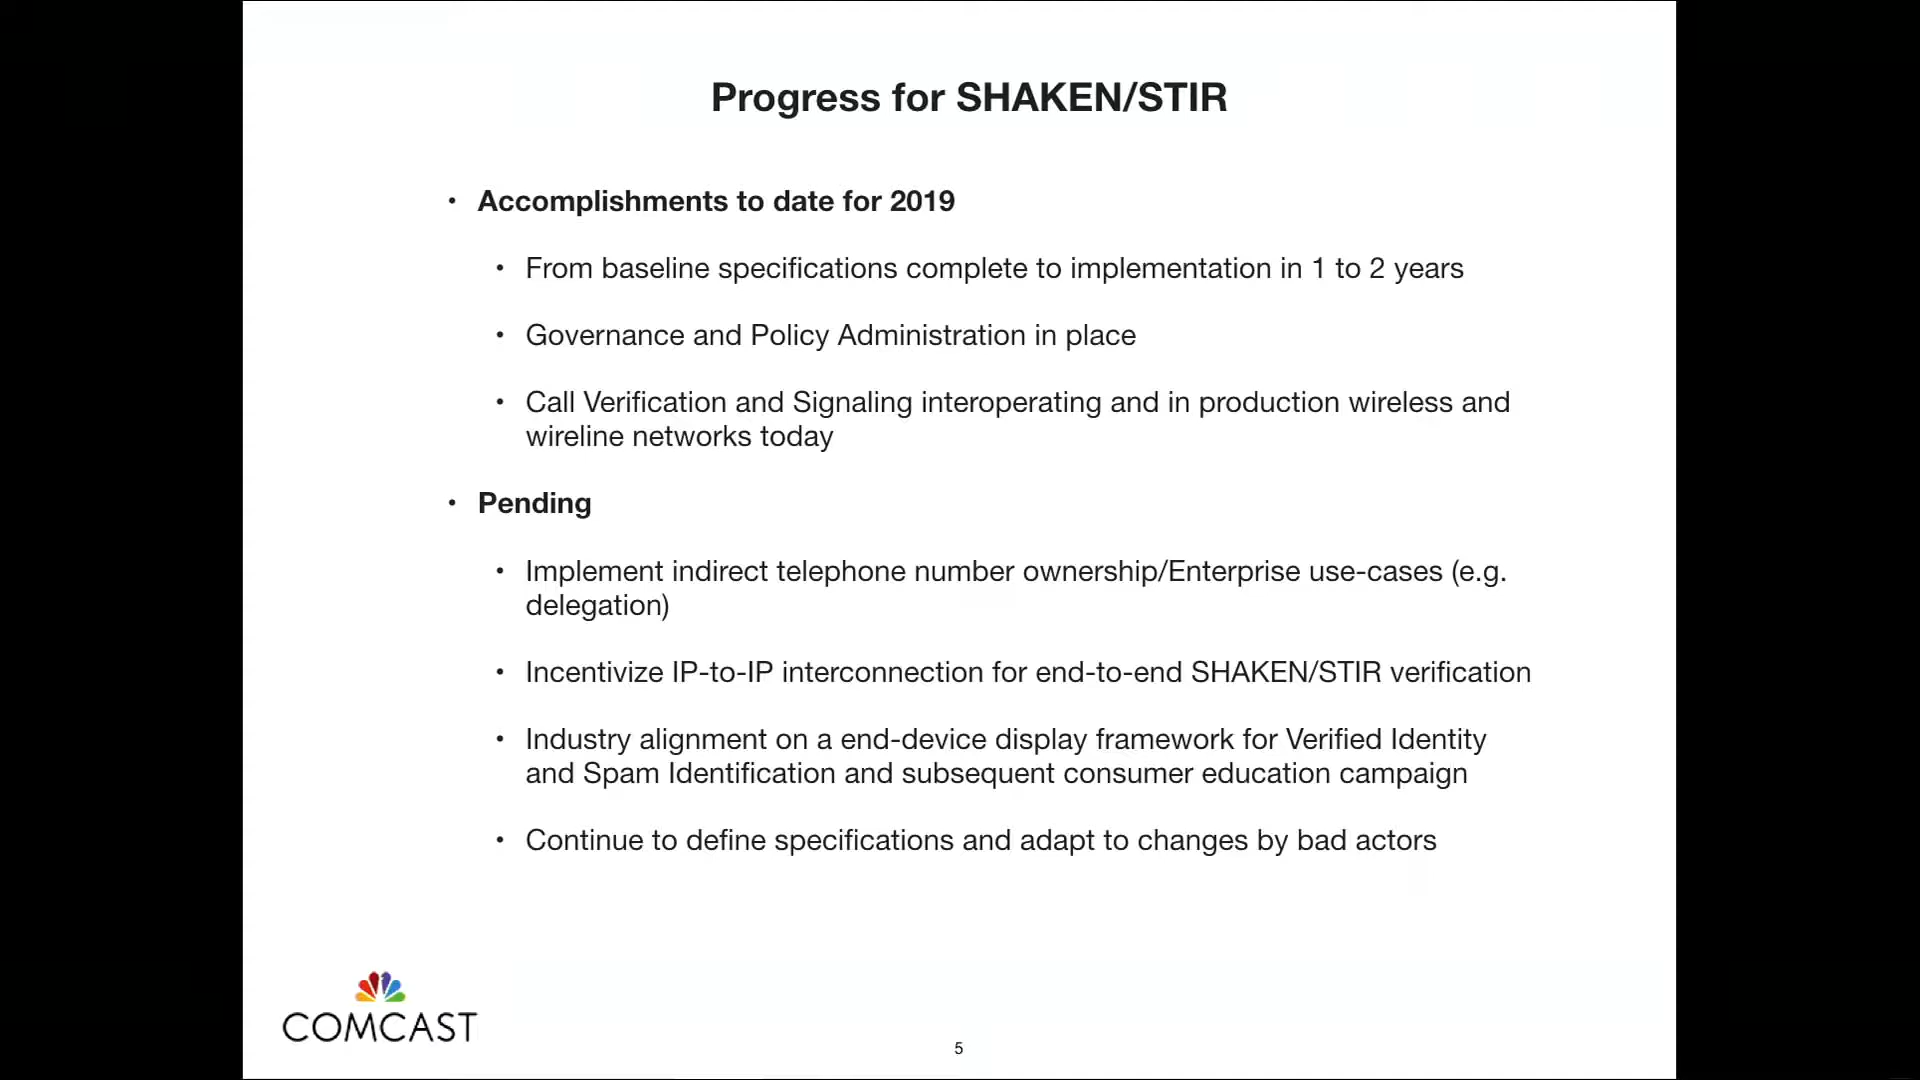 Progress for SHAKEN/STIR
• Accomplishments to date for 2019
• From baseline specifications complete to implementation in 1 to 2 years
• Governance and Policy Administration in place
• Call Verification and Signaling interoperating and in production wireless and
wireline networks today
• Pending
• Implement indirect telephone number ownership/Enterprise use-cases (e.g.
delegation)
• Incentivize IP-to-IP interconnection for end-to-end SHAKEN/STIR verification
• Industry alignment on a end-device display framework for Verified Identity
and Spam Identification and subsequent consumer education campaign
• Continue to define specifications and adapt to changes by bad actors
COMCAST
5